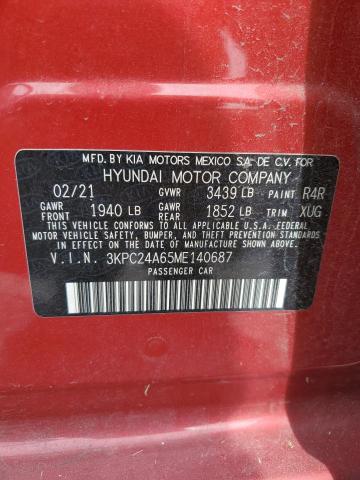 MFD. BY KIA MOTORS MEXICO S.A. DE C.V. FOR
HYUNDAI MOTOR COMPANY
02/21 GVWR 3439 LB PAINT R4R
GAWR FRONT 1940 LB GAWR REAR 1852 LB TRIM XUG
THIS VEHICLE CONFORMS TO ALL APPLICABLE U.S. FEDERAL
MOTOR VEHICLE SAFETY, BUMPER, AND THEFT PREVENTION
STANDARDS IN EFFECT ON THE DATE OF MANUFACTURE SHOWN ABOVE.
V.I.N. 3KPC24A65ME140687
PASSENGER CAR